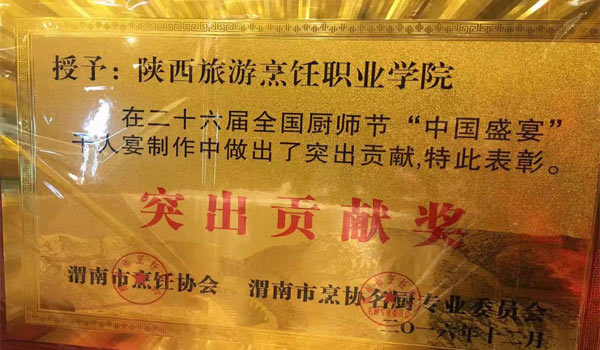 授予：陕西旅游烹饪职业学院
在二十六届全国厨师节“中国盛宴”
千人宴制作中做出了突出贡献,特此表彰。
突出贡献奖
渭南市烹饪协会 渭南市烹协名厨专业委员会
二〇一六年十二月